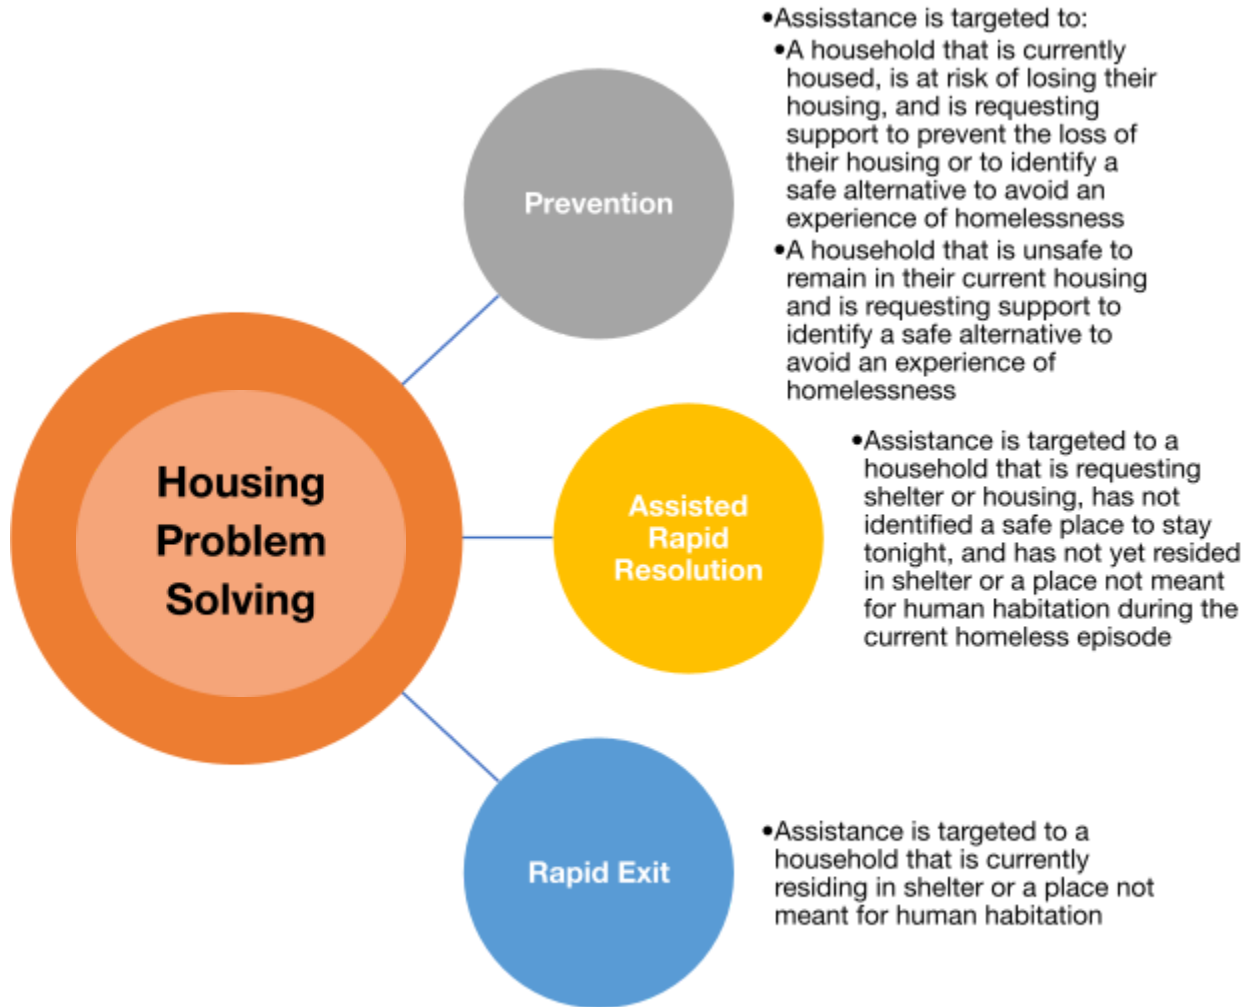 •Assisstance is targeted to:
•A household that is currently
housed, is at risk of losing their
housing, and is requesting
support to prevent the loss of
their housing or to identify a
safe alternative to avoid an
experience of homelessness
•A household that is unsafe to
remain in their current housing
and is requesting support to
identify a safe alternative to
avoid an experience of
homelessness
Prevention
Housing
Problem
Solving
Assisted
Rapid
Resolution
•Assistance is targeted to a
household that is requesting
shelter or housing, has not
identified a safe place to stay
tonight, and has not yet resided
in shelter or a place not meant
for human habitation during the
current homeless episode
Rapid Exit
•Assistance is targeted to a
household that is currently
residing in shelter or a place not
meant for human habitation